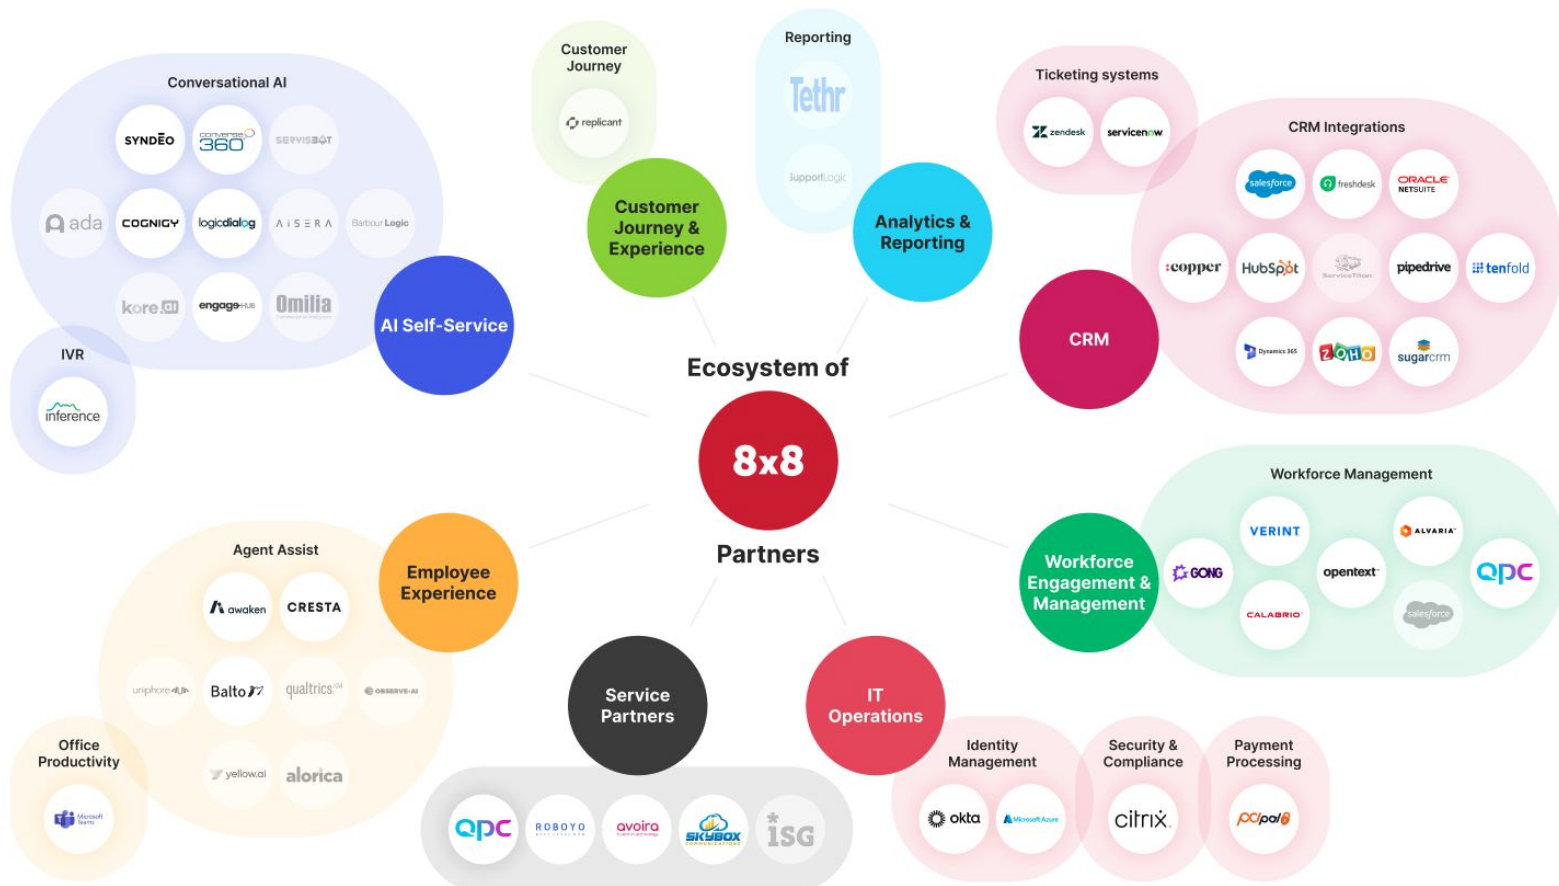 Conversational AI
SYNDĒO
converse
360
SERVISBOT
ada
COGNIGY
logicdialog
AISERA
Barbour Logic
kore.ai
engageHUB
Omilia
IVR
inference
AI Self-Service
Customer
Journey
replicant
Customer
Journey &
Experience
Reporting
Tethr
SupportLogic
Analytics &
Reporting
Ticketing systems
zendesk
servicenow
CRM Integrations
salesforce
freshdesk
ORACLE
NETSUITE
:copper
HubSpot
ServiceTitan
pipedrive
tenfold
Dynamics 365
ZOHO
sugarcrm
CRM
Ecosystem of
8x8
Partners
Workforce Management
VERINT
ALVARIA
GONG
opentext
QPC
CALABRIO
salesforce
Workforce
Engagement &
Management
Agent Assist
awaken
CRESTA
uniphore
Balto
qualtrics
OBSERVE-AI
yellow.ai
alorica
Employee
Experience
Office
Productivity
Microsoft
Teams
Service
Partners
QPC
ROBOYO
avoira
SKYBOX
COMMUNICATIONS
ISG
IT
Operations
Identity
Management
okta
Microsoft Azure
Security &
Compliance
citrix
Payment
Processing
pcipal